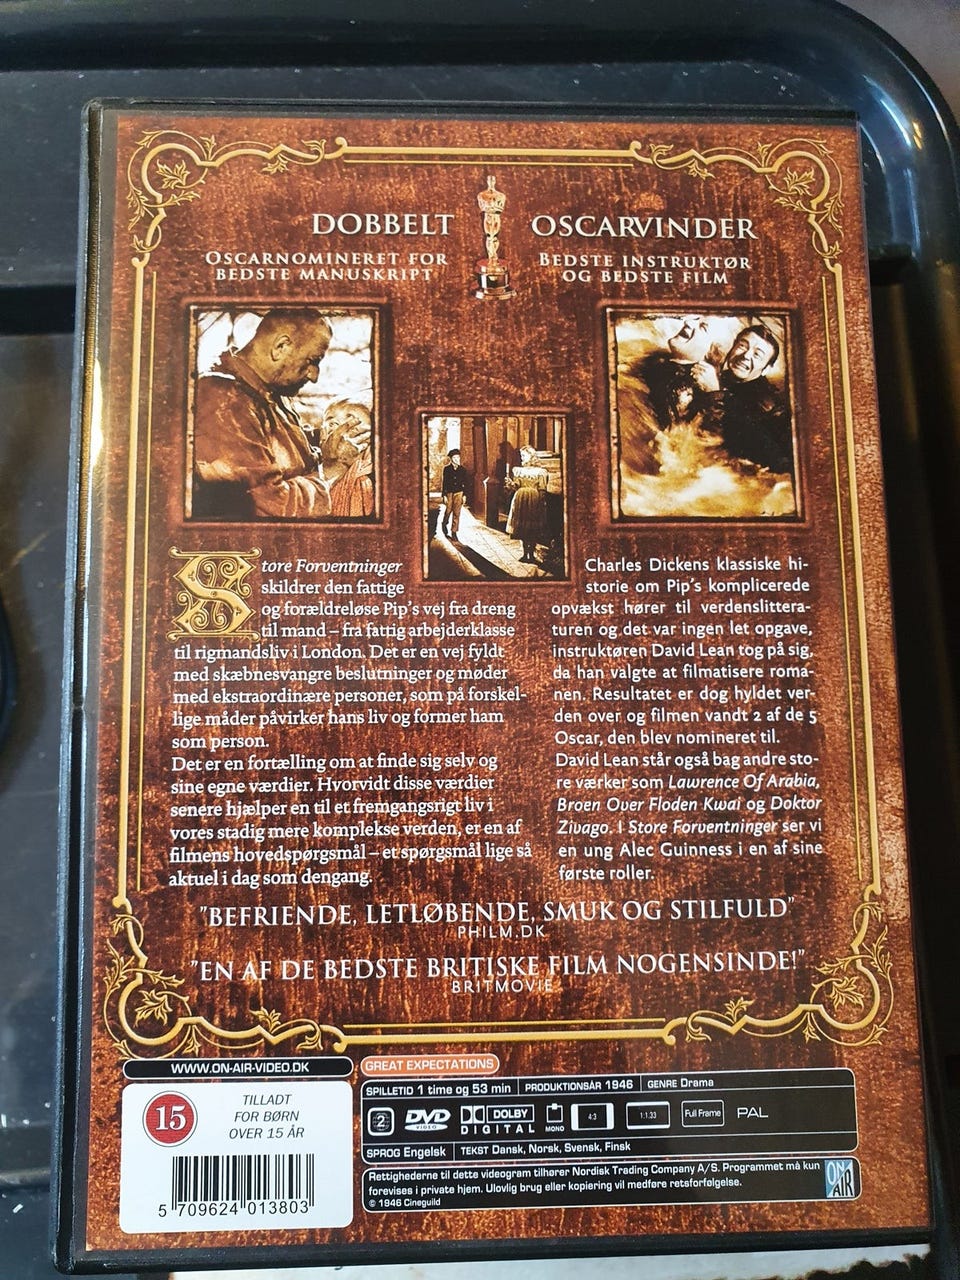 DOBBELT OSCARVINDER
OSCARNOMINERET FOR
BEDSTE MANUSKRIPT
BEDSTE INSTRUKTØR
OG BEDSTE FILM
Store Forventninger
skildrer den fattige
og forældreløse Pip's vej fra dreng
til mand – fra fattig arbejderklasse
til rigmandsliv i London. Det er en vej fyldt
med skæbnesvangre beslutninger og møder
med ekstraordinære personer, som på forskel-
lige måder påvirker hans liv og former ham
som person.
Det er en fortælling om at finde sig selv og
sine egne værdier. Hvorvidt disse værdier
senere hjælper en til et fremgangsrigt liv i
vores stadig mere komplekse verden, er en af
filmens hovedspørgsmål – et spørgsmål lige så
aktuel i dag som dengang.
Charles Dickens klassiske hi-
storie om Pip's komplicerede
opvækst hører til verdenslittera-
turen og det var ingen let opgave,
instruktøren David Lean tog på sig,
da han valgte at filmatisere roma-
nen. Resultatet er dog hyldet ver-
den over og filmen vandt 2 af de 5
Oscar, den blev nomineret til.
David Lean står også bag andre sto-
re værker som Lawrence Of Arabia,
Broen Over Floden Kwai og Doktor
Zivago. I Store Forventninger ser vi
en ung Alec Guinness i en af sine
første roller.
"BEFRIENDE, LETLØBENDE, SMUK OG STILFULD"
PHILM.DK
"EN AF DE BEDSTE BRITISKE FILM NOGENSINDE!"
BRITMOVIE
WWW.ON-AIR-VIDEO.DK
15
TILLADT
FOR BØRN
OVER 15 ÅR
5 709624 013803
GREAT EXPECTATIONS
SPILLETID 1 time og 53 min PRODUKTIONSÅR 1946 GENRE Drama
2 DVD VIDEO DOLBY DIGITAL MONO 4:3 1:1.33 Full Frame PAL
SPROG Engelsk TEKST Dansk, Norsk, Svensk, Finsk
Rettighederne til dette videogram tilhører Nordisk Trading Company A/S. Programmet må kun
forevises i private hjem. Ulovlig brug eller kopiering vil medføre retsforfølgelse.
© 1946 Cineguild
ON AIR